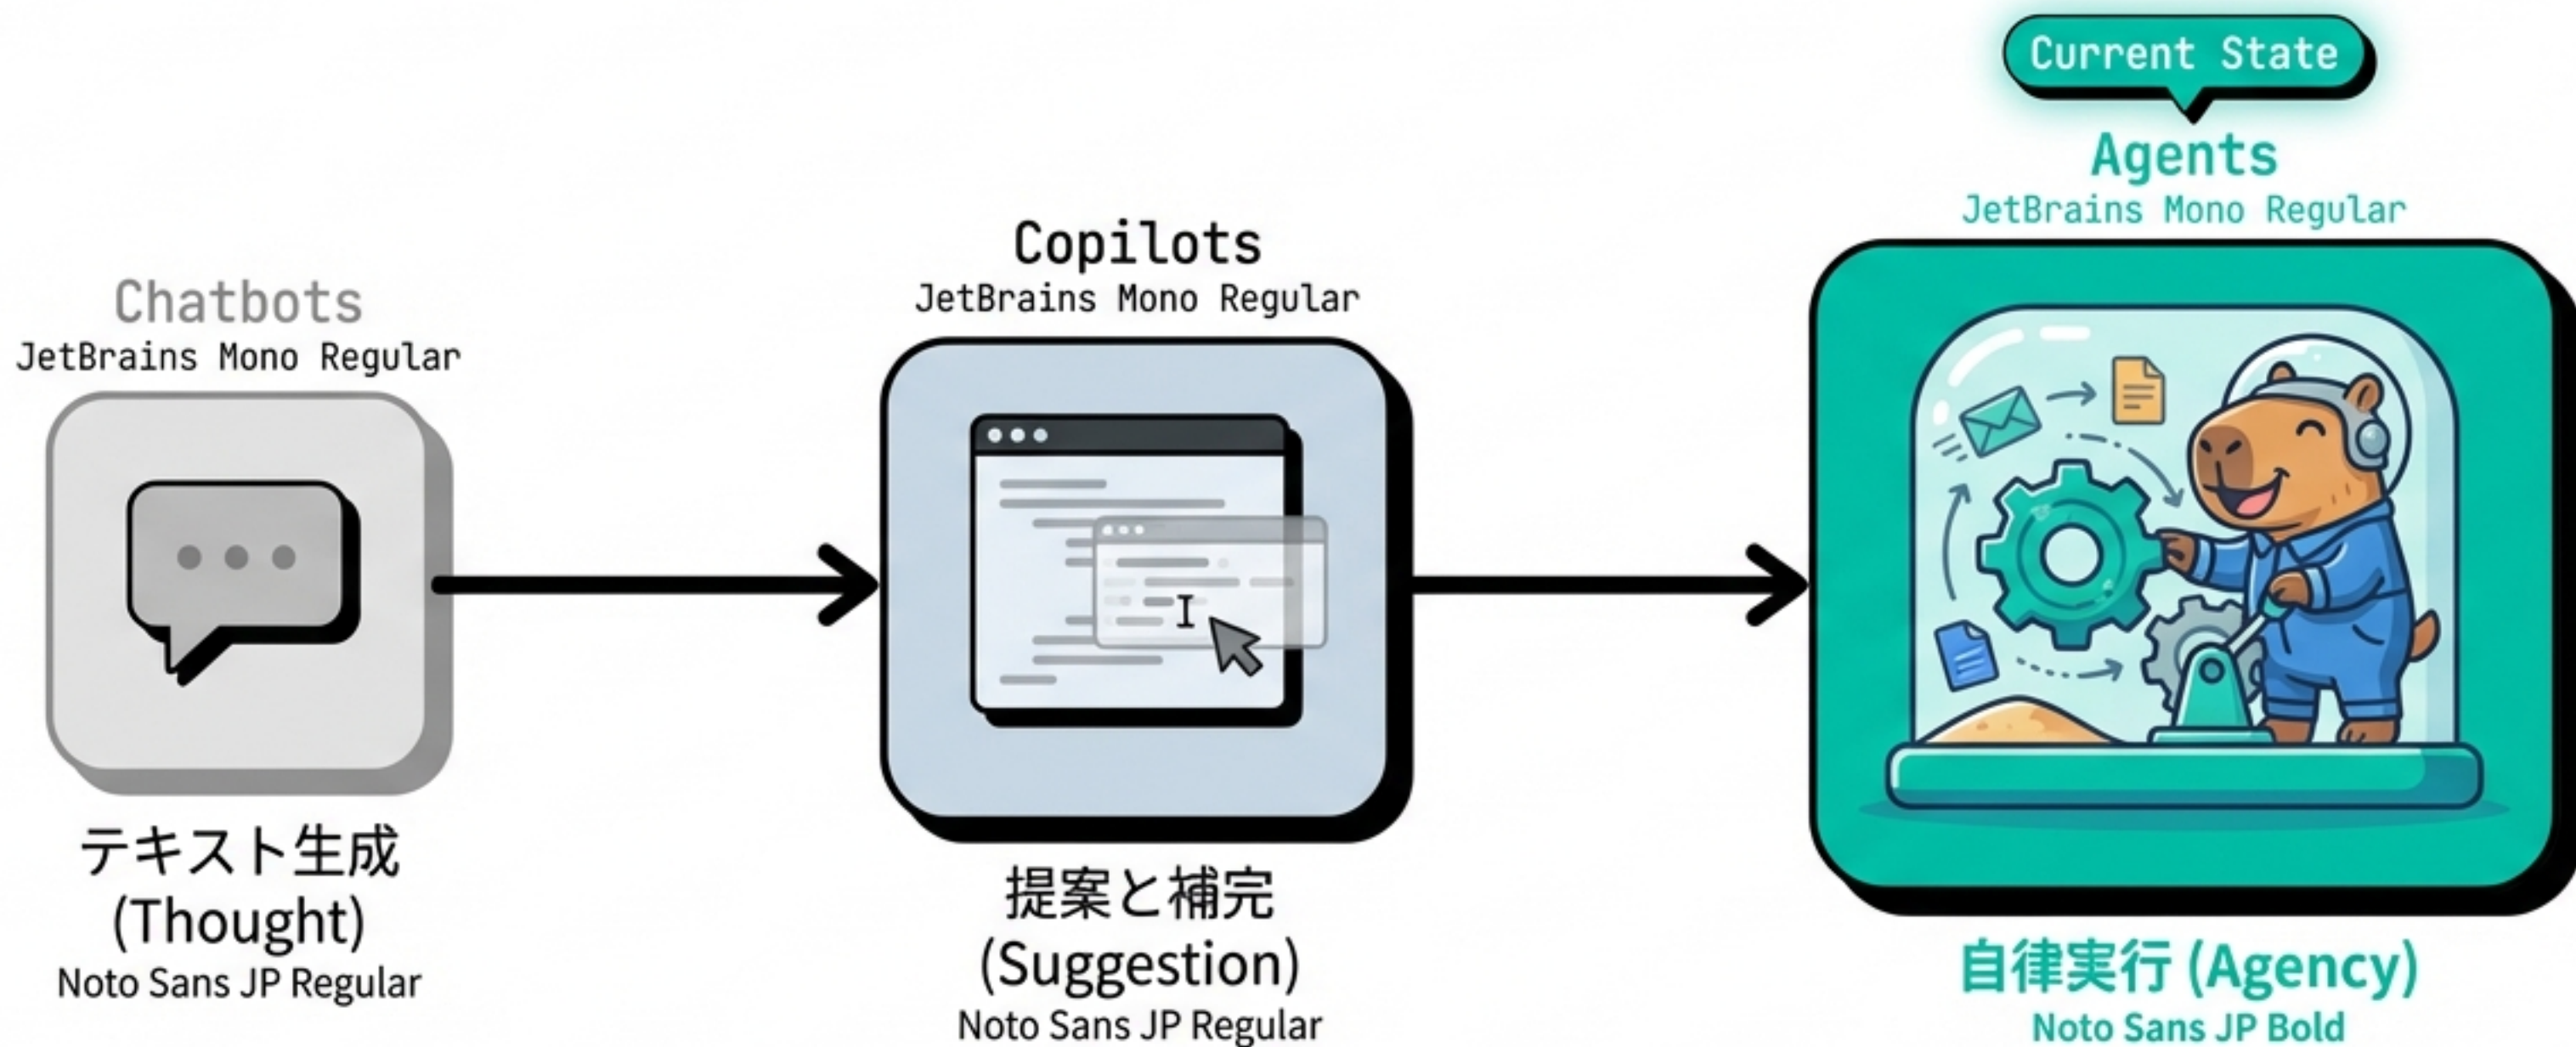 Chatbots
JetBrains Mono Regular
テキスト生成
(Thought)
Noto Sans JP Regular
Copilots
JetBrains Mono Regular
提案と補完
(Suggestion)
Noto Sans JP Regular
Current State
Agents
JetBrains Mono Regular
自律実行 (Agency)
Noto Sans JP Bold